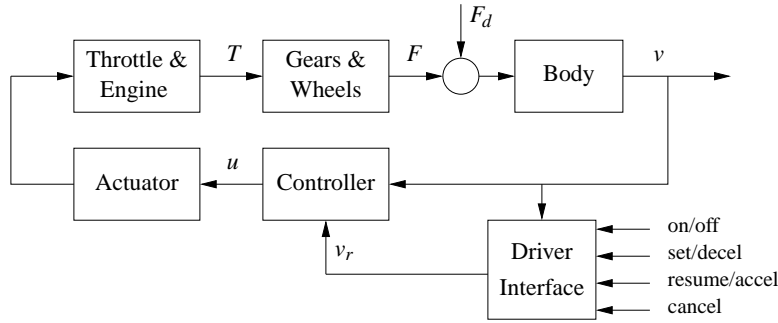 F_d
Throttle &
Engine
T
Gears &
Wheels
F
Body
v
Actuator
u
Controller
v_r
Driver
Interface
on/off
set/decel
resume/accel
cancel